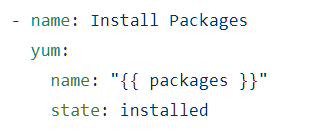 - name: Install Packages
  yum:
    name: "{{ packages }}"
    state: installed